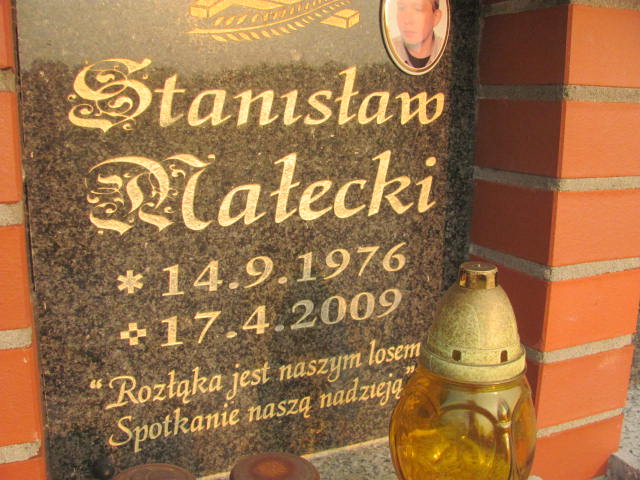 Stanisław
Małecki
* 14.9.1976
✣ 17.4.2009
“Rozłąka jest naszym losem
Spotkanie naszą nadzieją”